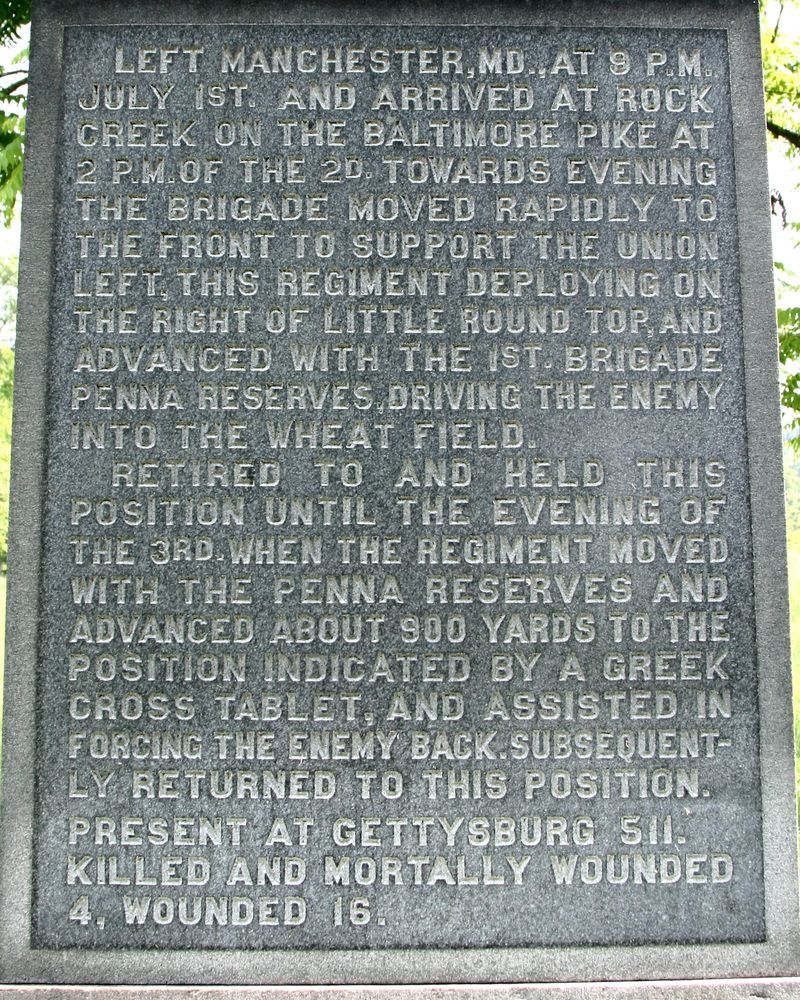 LEFT MANCHESTER, MD., AT 9 P.M.
JULY 1ST. AND ARRIVED AT ROCK
CREEK ON THE BALTIMORE PIKE AT
2 P.M. OF THE 2D. TOWARDS EVENING
THE BRIGADE MOVED RAPIDLY TO
THE FRONT TO SUPPORT THE UNION
LEFT, THIS REGIMENT DEPLOYING ON
THE RIGHT OF LITTLE ROUND TOP, AND
ADVANCED WITH THE 1ST. BRIGADE
PENNA RESERVES, DRIVING THE ENEMY
INTO THE WHEAT FIELD.
RETIRED TO AND HELD THIS
POSITION UNTIL THE EVENING OF
THE 3RD. WHEN THE REGIMENT MOVED
WITH THE PENNA RESERVES AND
ADVANCED ABOUT 900 YARDS TO THE
POSITION INDICATED BY A GREEK
CROSS TABLET, AND ASSISTED IN
FORCING THE ENEMY BACK. SUBSEQUENT-
LY RETURNED TO THIS POSITION.
PRESENT AT GETTYSBURG 511.
KILLED AND MORTALLY WOUNDED
4, WOUNDED 16.